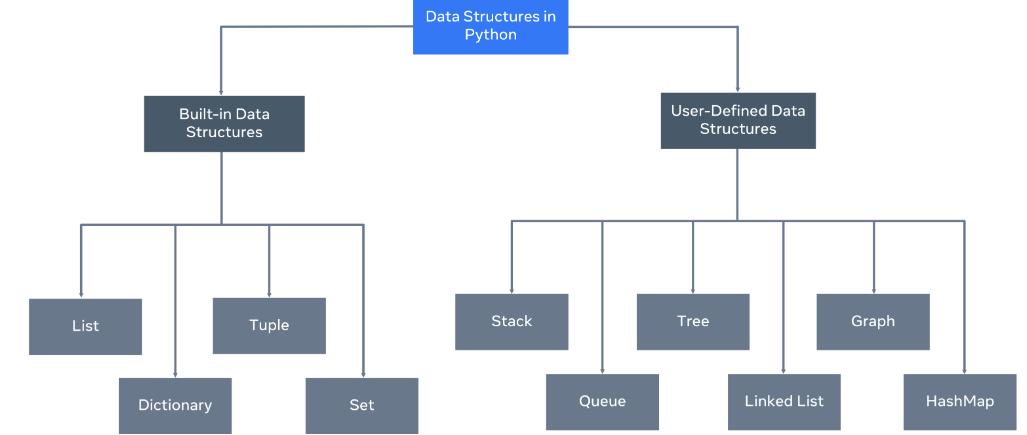 Data Structures in
Python
Built-in Data
Structures
User-Defined Data
Structures
List
Tuple
Stack
Tree
Graph
Dictionary
Set
Queue
Linked List
HashMap